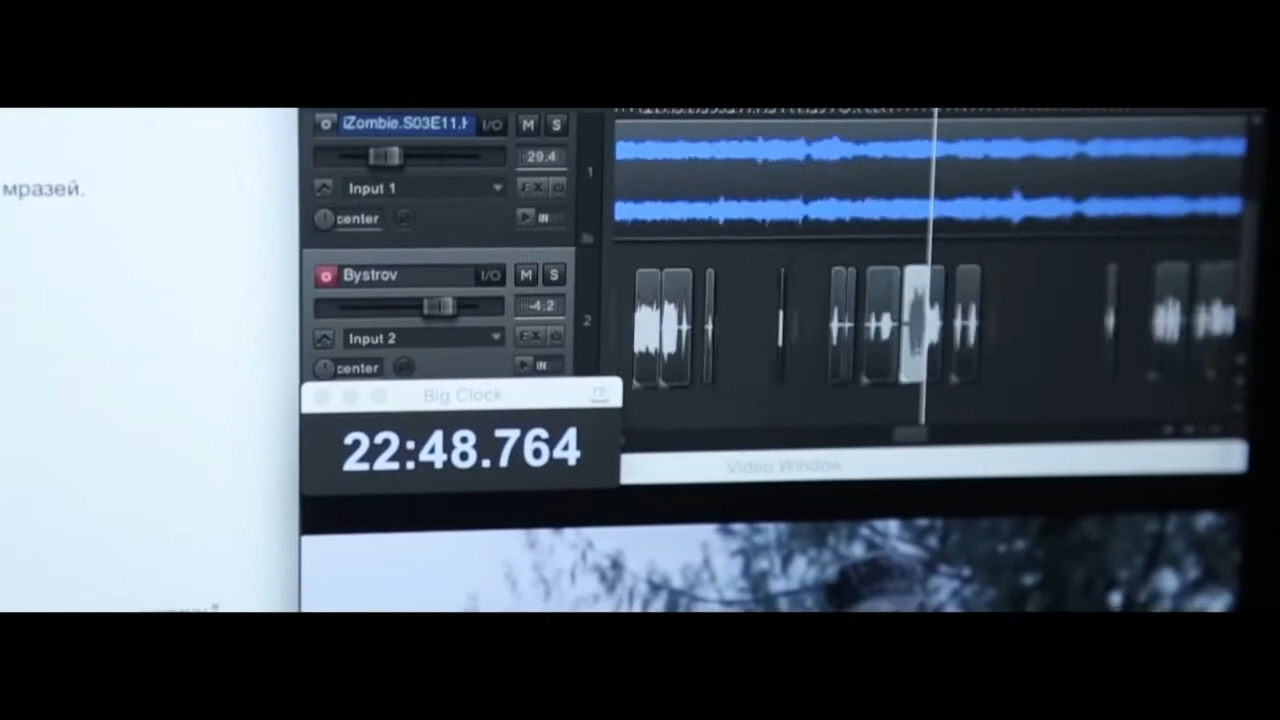 iZombie.S03E11.H I/O M S
29.4
мразей.
Input 1 FX
center IN
1
Bystrov I/O M S
-4.2
2
Input 2 FX
center IN
Big Clock
22:48.764
Video Window